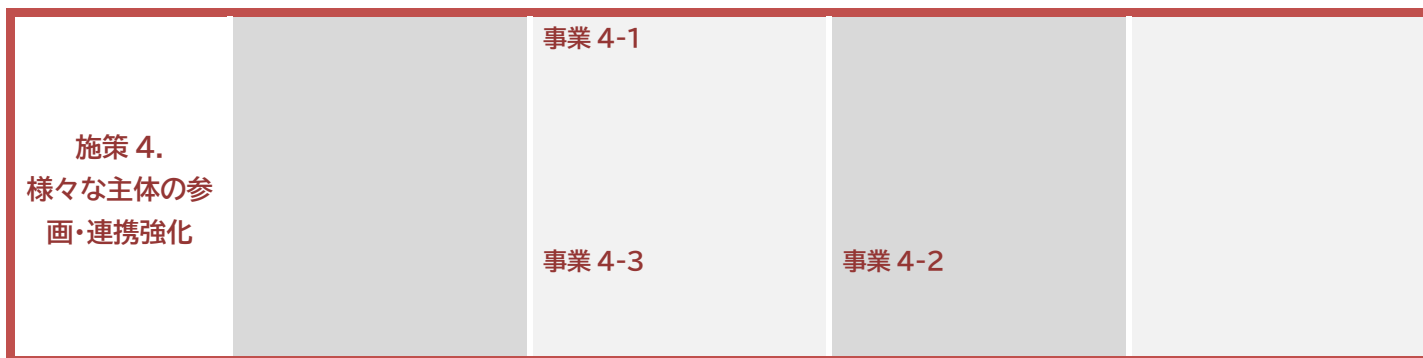 施策 4.
様々な主体の参
画・連携強化
事業 4-1
事業 4-3
事業 4-2